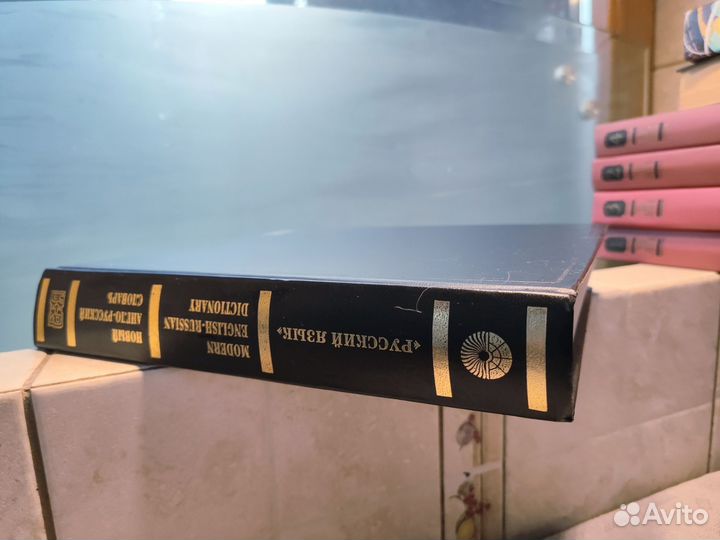 НОВЫЙ
АНГЛО-РУССКИЙ
СЛОВАРЬ
MODERN
ENGLISH-RUSSIAN
DICTIONARY
«РУССКИЙ ЯЗЫК»
Avito